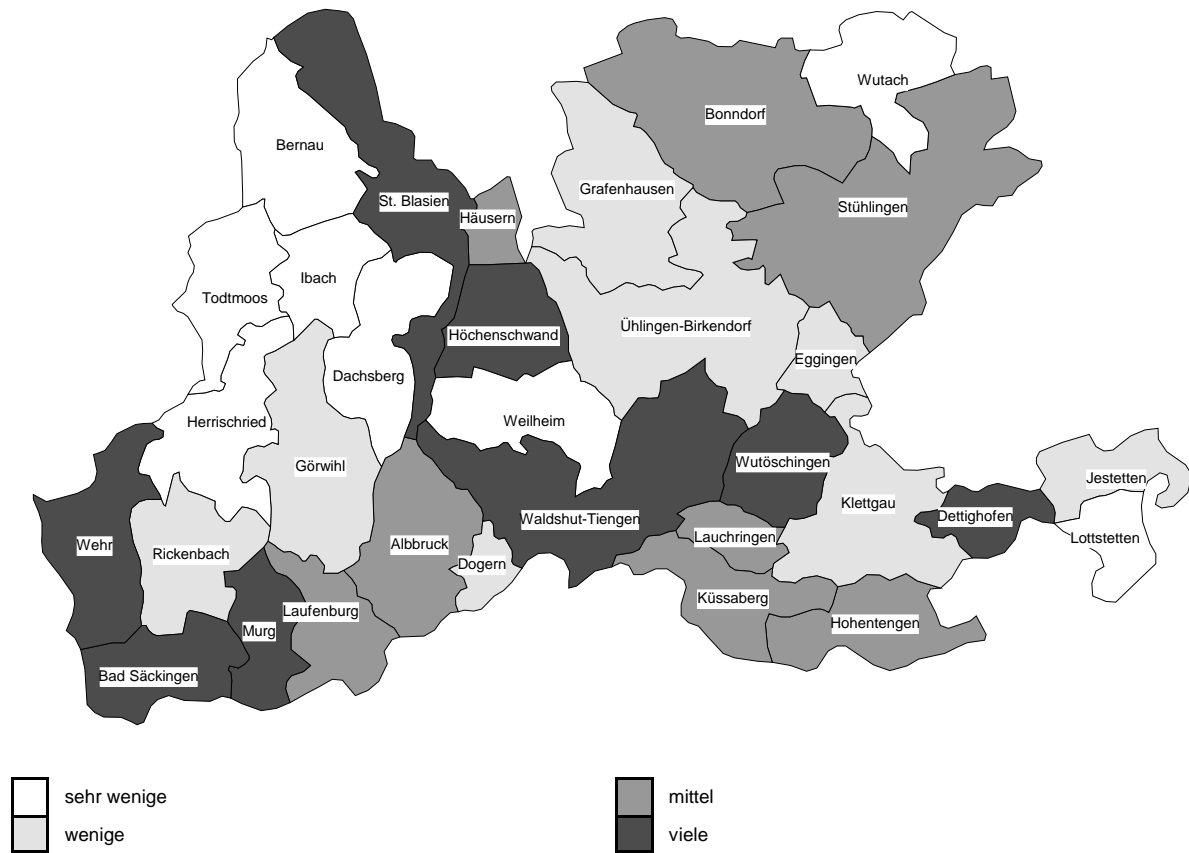 Wutach
Bonndorf
Bernau
Grafenhausen
St. Blasien
Stühlingen
Häusern
Ibach
Todtmoos
Ühlingen-Birkendorf
Höchenschwand
Eggingen
Dachsberg
Herrischried
Weilheim
Wutöschingen
Görwihl
Jestetten
Klettgau
Dettighofen
Waldshut-Tiengen
Lauchringen
Lottstetten
Wehr
Albbruck
Rickenbach
Dogern
Küssaberg
Laufenburg
Hohentengen
Murg
Bad Säckingen
sehr wenige
wenige
mittel
viele